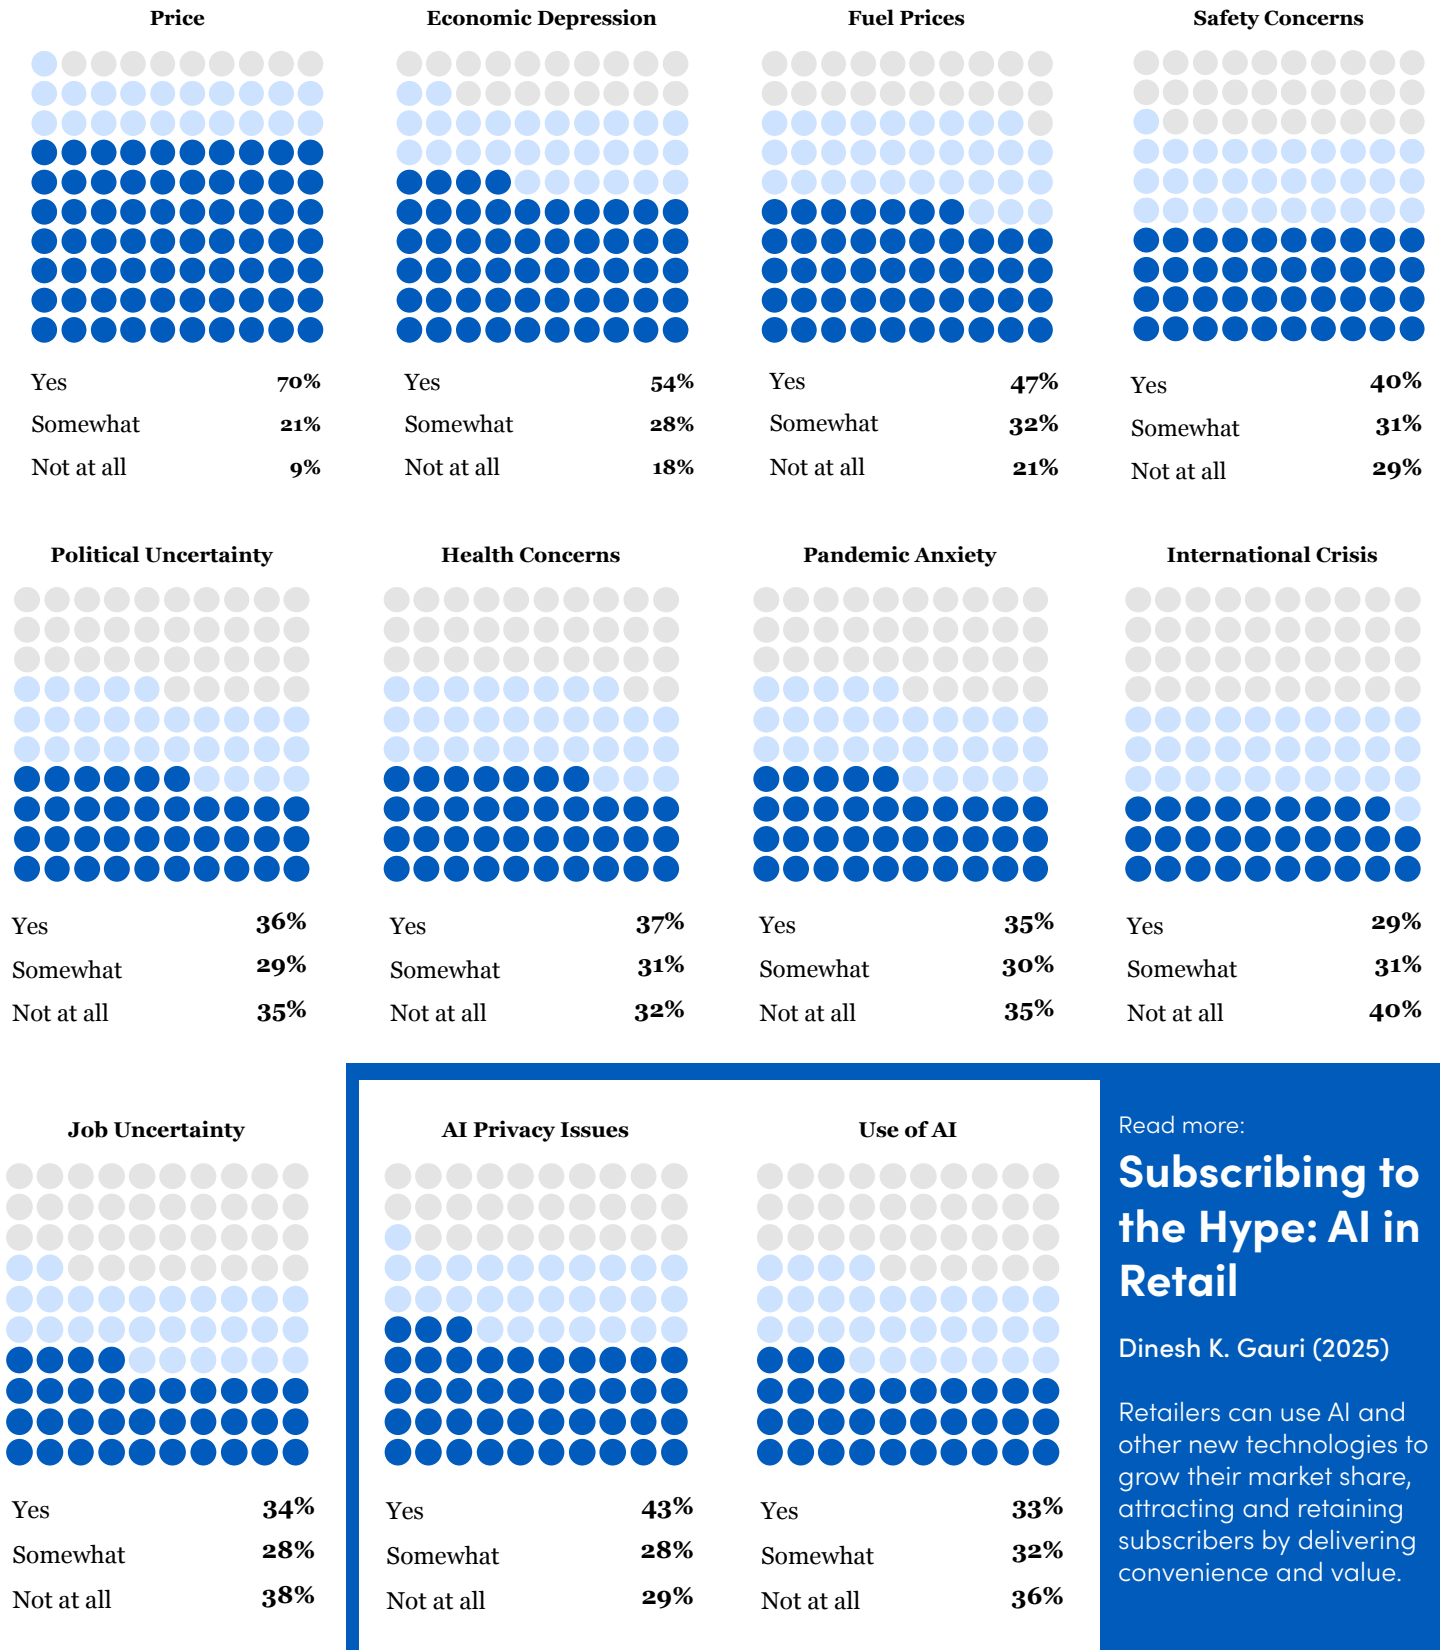 Price
Economic Depression
Fuel Prices
Safety Concerns
Yes 70%
Somewhat 21%
Not at all 9%
Yes 54%
Somewhat 28%
Not at all 18%
Yes 47%
Somewhat 32%
Not at all 21%
Yes 40%
Somewhat 31%
Not at all 29%
Political Uncertainty
Health Concerns
Pandemic Anxiety
International Crisis
Yes 36%
Somewhat 29%
Not at all 35%
Yes 37%
Somewhat 31%
Not at all 32%
Yes 35%
Somewhat 30%
Not at all 35%
Yes 29%
Somewhat 31%
Not at all 40%
Job Uncertainty
AI Privacy Issues
Use of AI
Yes 34%
Somewhat 28%
Not at all 38%
Yes 43%
Somewhat 28%
Not at all 29%
Yes 33%
Somewhat 32%
Not at all 36%
Read more:
Subscribing to
the Hype: AI in
Retail
Dinesh K. Gauri (2025)
Retailers can use AI and
other new technologies to
grow their market share,
attracting and retaining
subscribers by delivering
convenience and value.